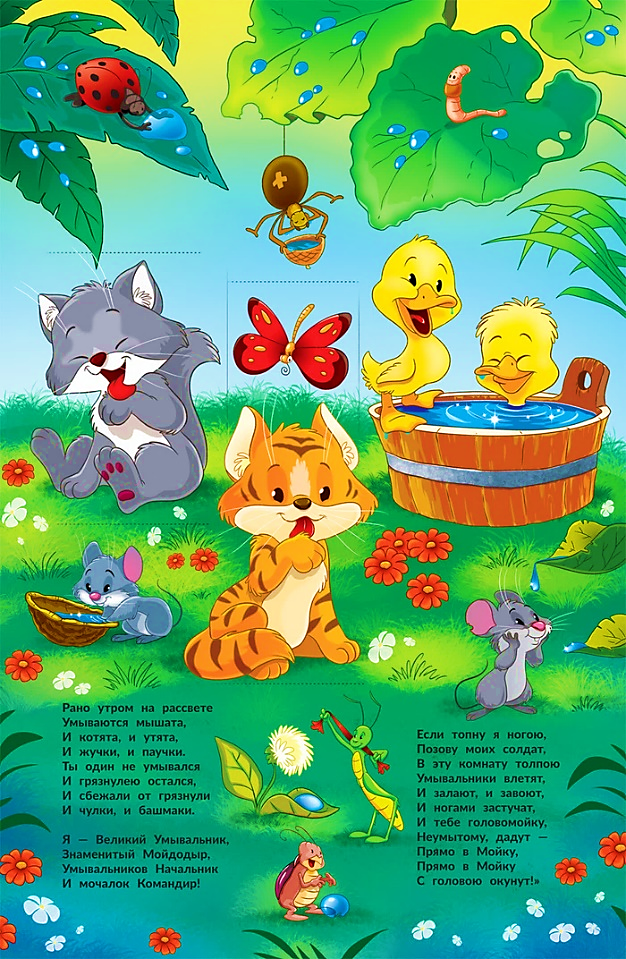 Рано утром на рассвете
Умываются мышата,
И котята, и утята,
И жучки, и паучки.
Ты один не умывался
И грязнулею остался,
И сбежали от грязнули
И чулки, и башмаки.
Я — Великий Умывальник,
Знаменитый Мойдодыр,
Умывальников Начальник
И мочалок Командир!
Если топну я ногою,
Позову моих солдат,
В эту комнату толпою
Умывальники влетят,
И залают, и завоют,
И ногами застучат,
И тебе головомойку,
Неумытому, дадут —
Прямо в Мойку,
Прямо в Мойку
С головою окунут!»